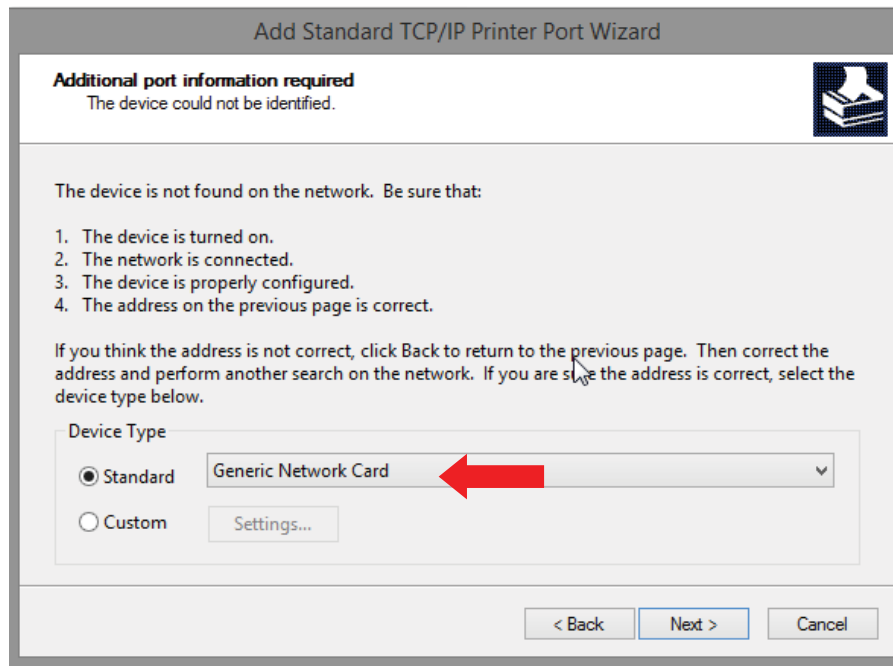 Add Standard TCP/IP Printer Port Wizard
Additional port information required
The device could not be identified.
The device is not found on the network.  Be sure that:
1.  The device is turned on.
2.  The network is connected.
3.  The device is properly configured.
4.  The address on the previous page is correct.
If you think the address is not correct, click Back to return to the previous page.  Then correct the
address and perform another search on the network.  If you are sure the address is correct, select the
device type below.
Device Type
Standard
Generic Network Card
Custom
Settings...
< Back
Next >
Cancel